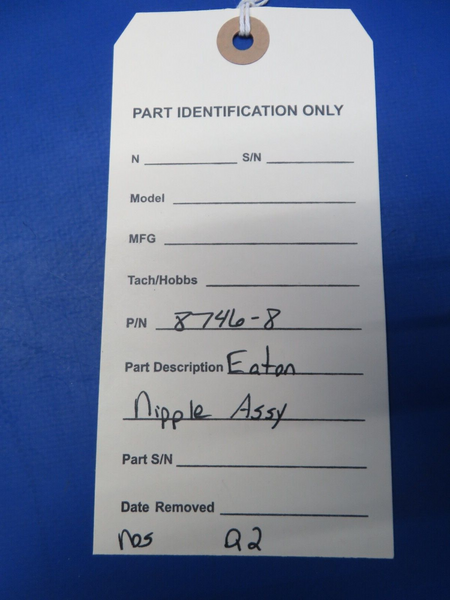 PART IDENTIFICATION ONLY
N S/N
Model
MFG
Tach/Hobbs
P/N 8746-8
Part Description Eaton
Nipple Assy
Part S/N
Date Removed
nos Q2